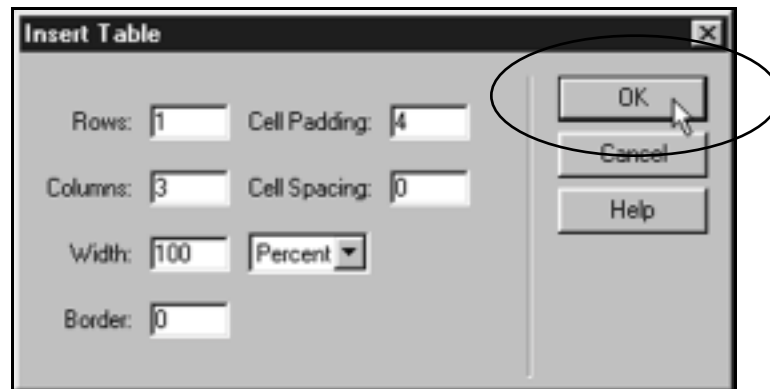 Insert Table
Rows: 1 Cell Padding: 4 OK
Cancel
Columns: 3 Cell Spacing: 0
Help
Width: 100 Percent
Border: 0